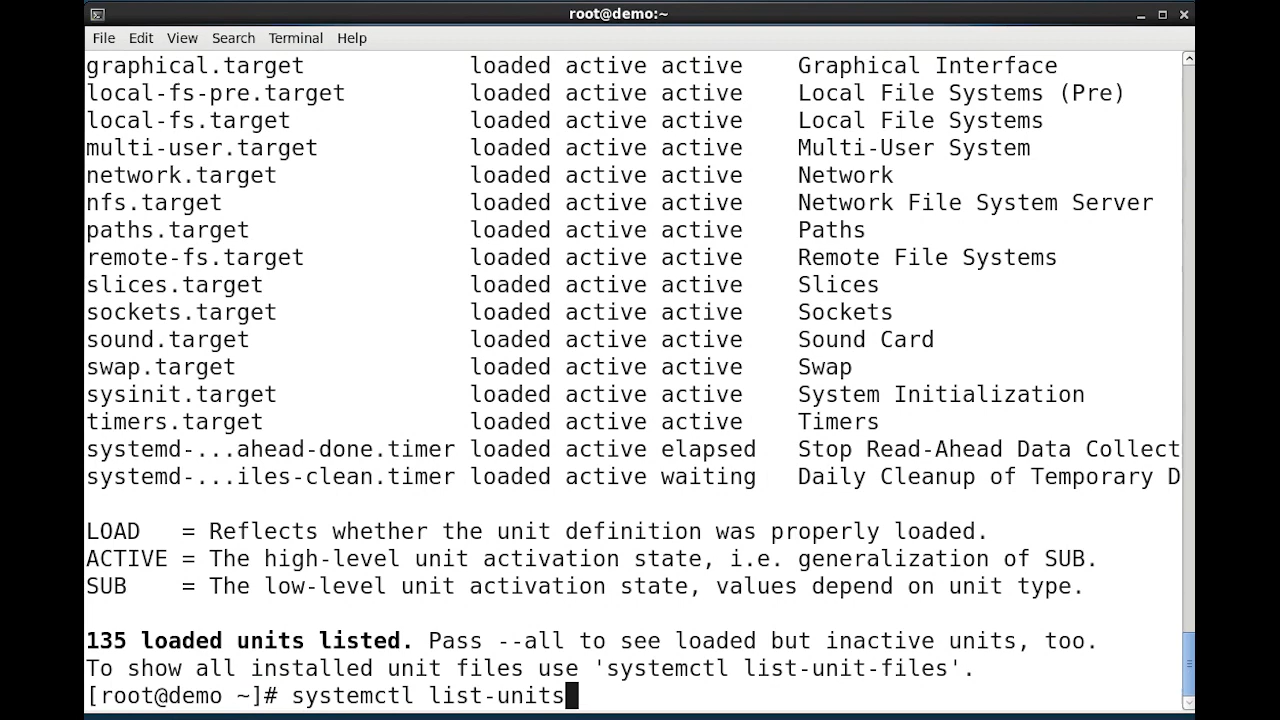 root@demo:~
File Edit View Search Terminal Help
graphical.target loaded active active Graphical Interface
local-fs-pre.target loaded active active Local File Systems (Pre)
local-fs.target loaded active active Local File Systems
multi-user.target loaded active active Multi-User System
network.target loaded active active Network
nfs.target loaded active active Network File System Server
paths.target loaded active active Paths
remote-fs.target loaded active active Remote File Systems
slices.target loaded active active Slices
sockets.target loaded active active Sockets
sound.target loaded active active Sound Card
swap.target loaded active active Swap
sysinit.target loaded active active System Initialization
timers.target loaded active active Timers
systemd-...ahead-done.timer loaded active elapsed Stop Read-Ahead Data Collect
systemd-...iles-clean.timer loaded active waiting Daily Cleanup of Temporary D
LOAD = Reflects whether the unit definition was properly loaded.
ACTIVE = The high-level unit activation state, i.e. generalization of SUB.
SUB = The low-level unit activation state, values depend on unit type.
135 loaded units listed. Pass --all to see loaded but inactive units, too.
To show all installed unit files use 'systemctl list-unit-files'.
[root@demo ~]# systemctl list-units